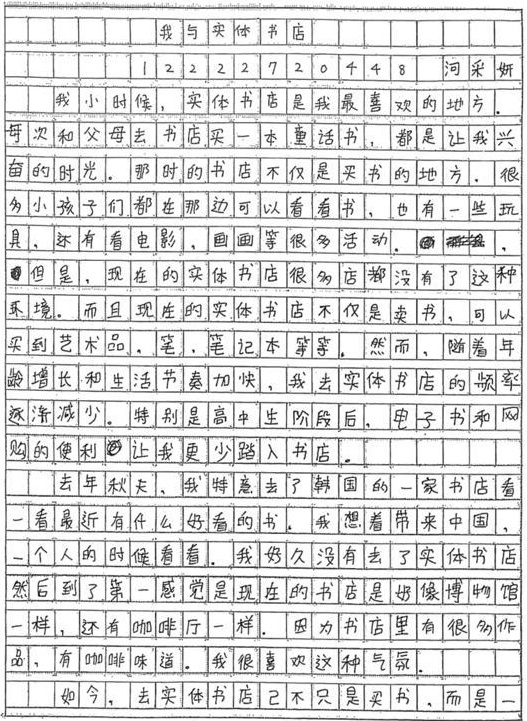 我与实体书店
12222720448 河采妍
我小时候，实体书店是我最喜欢的地方．
每次和父母去书店买一本童话书，都是让我兴
奋的时光．那时的书店不仅是买书的地方，很
多小孩子们都在那边可以看看书，也有一些玩
具，还有看电影，画画等很多活动．
但是，现在的实体书店很多店都没有了这种
环境。而且现在的实体书店不仅是卖书，可以
买到艺术品，笔，笔记本等等．然而，随着年
龄增长和生活节奏加快，我去实体书店的频率
逐渐减少。特别是高中生阶段后，电子书和网
购的便利让我更少踏入书店．
去年秋天，我特意去了韩国的一家书店看
一看最近有什么好看的书．我想着带来中国，
一个人的时候看看．我好久没有去了实体书店
然后到了第一感觉是现在的书店是好像博物馆
一样，还有咖啡厅一样．因为书店里有很多作
品，有咖啡味道．我很喜欢这种气氛．
如今，去实体书店已不只是买书，而是一